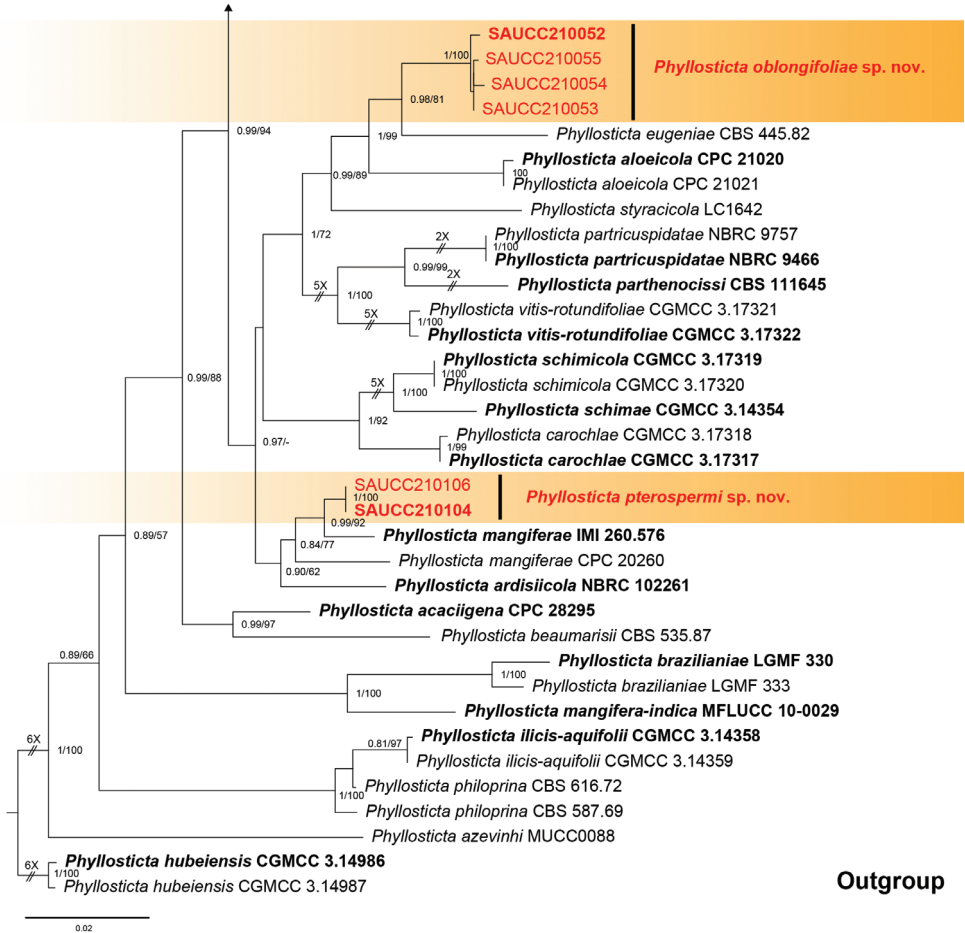 SAUCC210052
1/100
SAUCC210055
Phyllosticta oblongifoliae sp. nov.
SAUCC210054
0.98/81
SAUCC210053
0.99/94
1/99
Phyllosticta eugeniae CBS 445.82
Phyllosticta aloeicola CPC 21020
100
0.99/89
Phyllosticta aloeicola CPC 21021
Phyllosticta styracicola LC1642
1/72
2X
Phyllosticta partricuspidatae NBRC 9757
1/100
Phyllosticta partricuspidatae NBRC 9466
0.99/99
2X
5X
Phyllosticta parthenocissi CBS 111645
1/100
Phyllosticta vitis-rotundifoliae CGMCC 3.17321
5X
1/100
Phyllosticta vitis-rotundifoliae CGMCC 3.17322
Phyllosticta schimicola CGMCC 3.17319
1/100
0.99/88
5X
Phyllosticta schimicola CGMCC 3.17320
1/100
Phyllosticta schimae CGMCC 3.14354
1/92
Phyllosticta carochlae CGMCC 3.17318
0.97/-
1/99
Phyllosticta carochlae CGMCC 3.17317
SAUCC210106
1/100
Phyllosticta pterospermi sp. nov.
SAUCC210104
0.99/92
0.89/57
Phyllosticta mangiferae IMI 260.576
0.84/77
Phyllosticta mangiferae CPC 20260
0.90/62
Phyllosticta ardisiicola NBRC 102261
Phyllosticta acaciigena CPC 28295
0.99/97
Phyllosticta beaumarisii CBS 535.87
0.89/66
Phyllosticta brazilianiae LGMF 330
1/100
Phyllosticta brazilianiae LGMF 333
1/100
Phyllosticta mangifera-indica MFLUCC 10-0029
Phyllosticta ilicis-aquifolii CGMCC 3.14358
6X
0.81/97
1/100
Phyllosticta ilicis-aquifolii CGMCC 3.14359
Phyllosticta philoprina CBS 616.72
1/100
Phyllosticta philoprina CBS 587.69
Phyllosticta azevinhi MUCC0088
Phyllosticta hubeiensis CGMCC 3.14986
6X
1/100
Phyllosticta hubeiensis CGMCC 3.14987
Outgroup
0.02